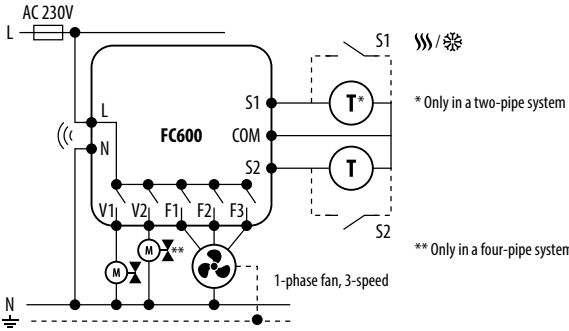 AC 230V
L
S1
* Only in a two-pipe system
L
S1
T*
FC600
COM
N
S2
T
V1 V2 F1 F2 F3
S2
M **
M
** Only in a four-pipe system
1-phase fan, 3-speed
N